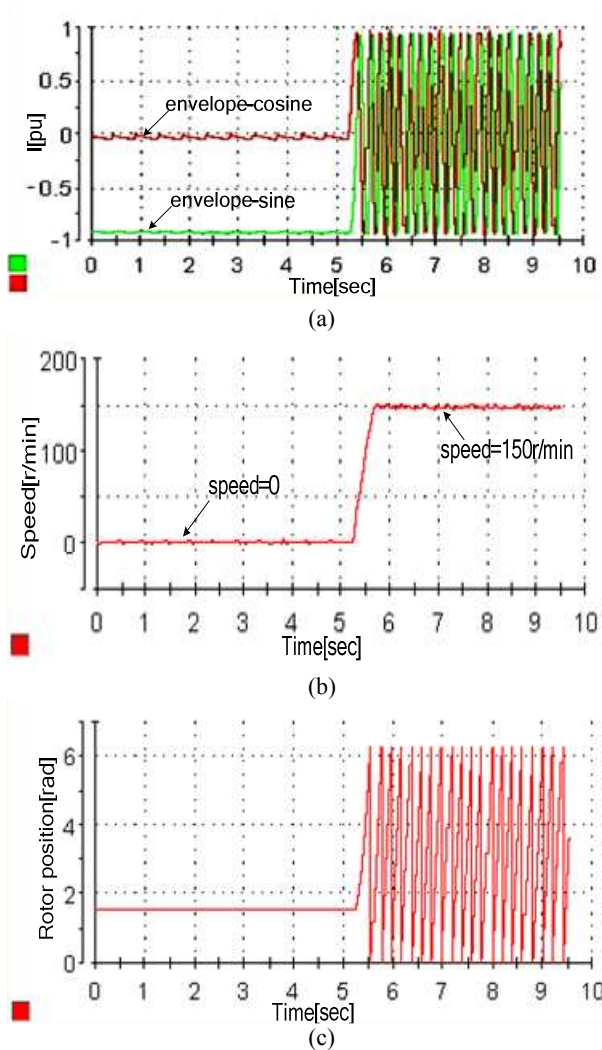 1
0.5
0
-0.5
-1
I[pu]
envelope-cosine
envelope-sine
0 1 2 3 4 5 6 7 8 9 10
Time[sec]
(a)
200
100
0
Speed[r/min]
speed=0
speed=150r/min
0 1 2 3 4 5 6 7 8 9 10
Time[sec]
(b)
6
4
2
0
Rotor position[rad]
0 1 2 3 4 5 6 7 8 9 10
Time[sec]
(c)